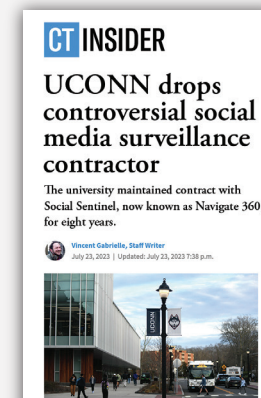 CT INSIDER
UCONN drops
controversial social
media surveillance
contractor
The university maintained contract with
Social Sentinel, now known as Navigate 360
for eight years.
Vincent Gabrielle, Staff Writer
July 23, 2023 | Updated: July 23, 2023 7:38 p.m.
UCONN